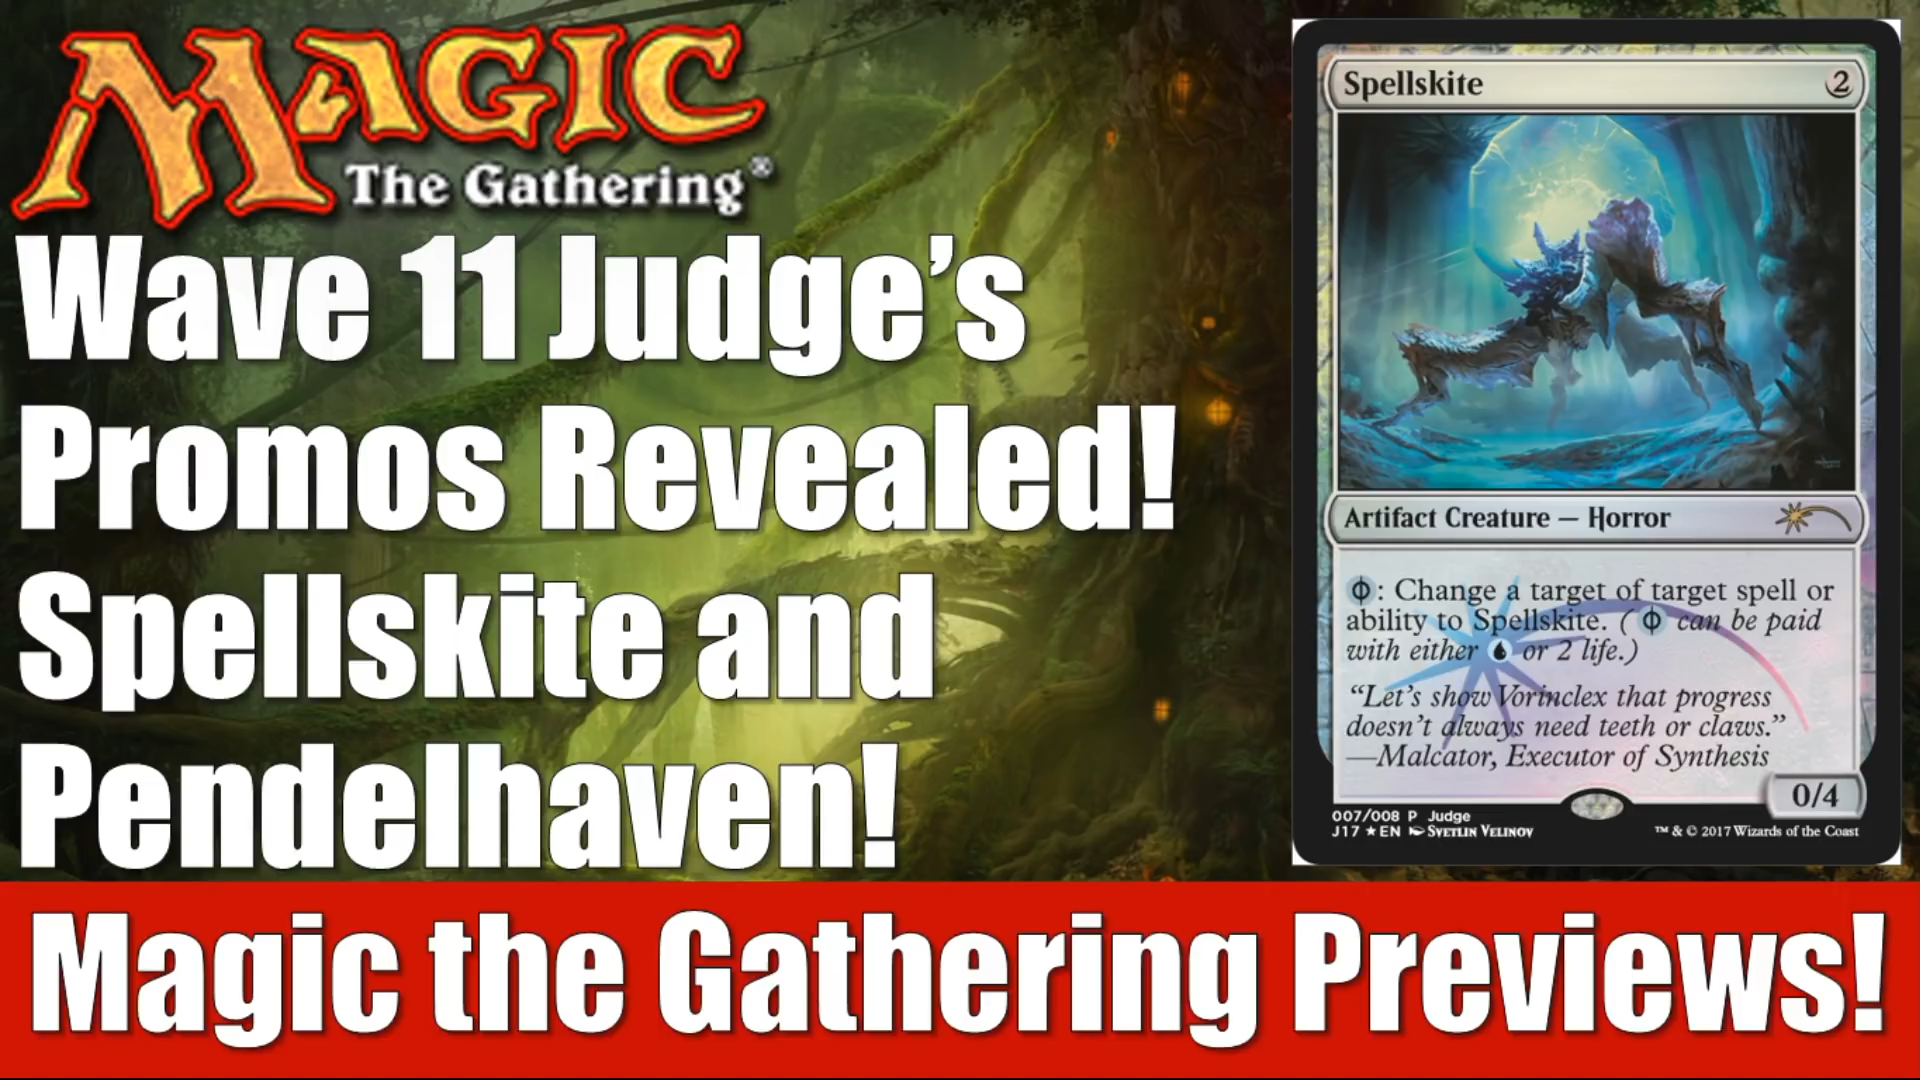 MAGIC
The Gathering®
Wave 11 Judge's
Promos Revealed!
Spellskite and
Pendelhaven!
Magic the Gathering Previews!
Spellskite 2
Artifact Creature — Horror
Φ: Change a target of target spell or
ability to Spellskite. (Φ can be paid
with either 💧 or 2 life.)
“Let’s show Vorinclex that progress
doesn’t always need teeth or claws.”
—Malcator, Executor of Synthesis
0/4
007/008 P Judge
J17 ★ EN SVETLIN VELINOV
™ & © 2017 Wizards of the Coast